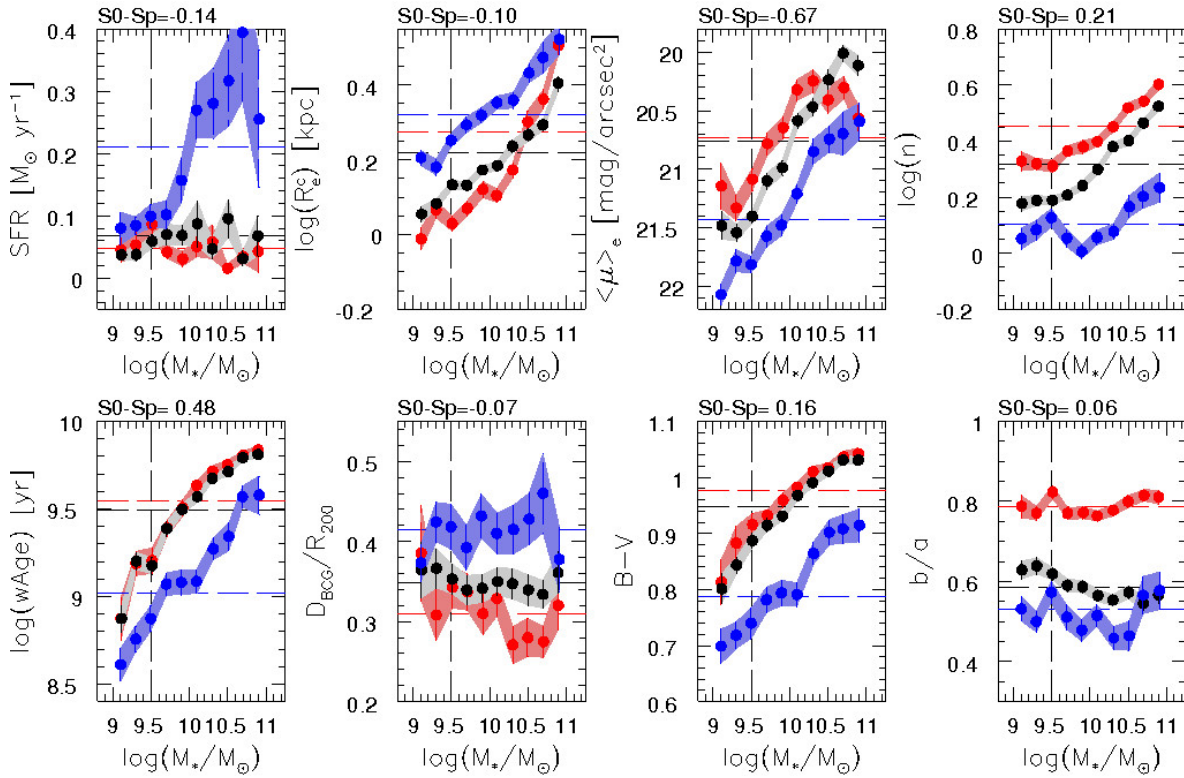 S0-Sp=-0.14
SFR [M⊙ yr⁻¹]
0.4
0.3
0.2
0.1
0
9 9.5 10 10.5 11
log(M*/M⊙)
S0-Sp=-0.10
log(Rₑᶜ) [kpc]
0.4
0.2
0
-0.2
9 9.5 10 10.5 11
log(M*/M⊙)
S0-Sp=-0.67
<μ>ₑ [mag/arcsec²]
20
20.5
21
21.5
22
9 9.5 10 10.5 11
log(M*/M⊙)
S0-Sp= 0.21
log(n)
0.8
0.6
0.4
0.2
0
-0.2
9 9.5 10 10.5 11
log(M*/M⊙)
S0-Sp= 0.48
log(wAge) [yr]
10
9.5
9
8.5
9 9.5 10 10.5 11
log(M*/M⊙)
S0-Sp=-0.07
D_BCG/R₂₀₀
0.5
0.4
0.3
0.2
9 9.5 10 10.5 11
log(M*/M⊙)
S0-Sp= 0.16
B-V
1.1
1
0.9
0.8
0.7
0.6
9 9.5 10 10.5 11
log(M*/M⊙)
S0-Sp= 0.06
b/a
1
0.8
0.6
0.4
9 9.5 10 10.5 11
log(M*/M⊙)